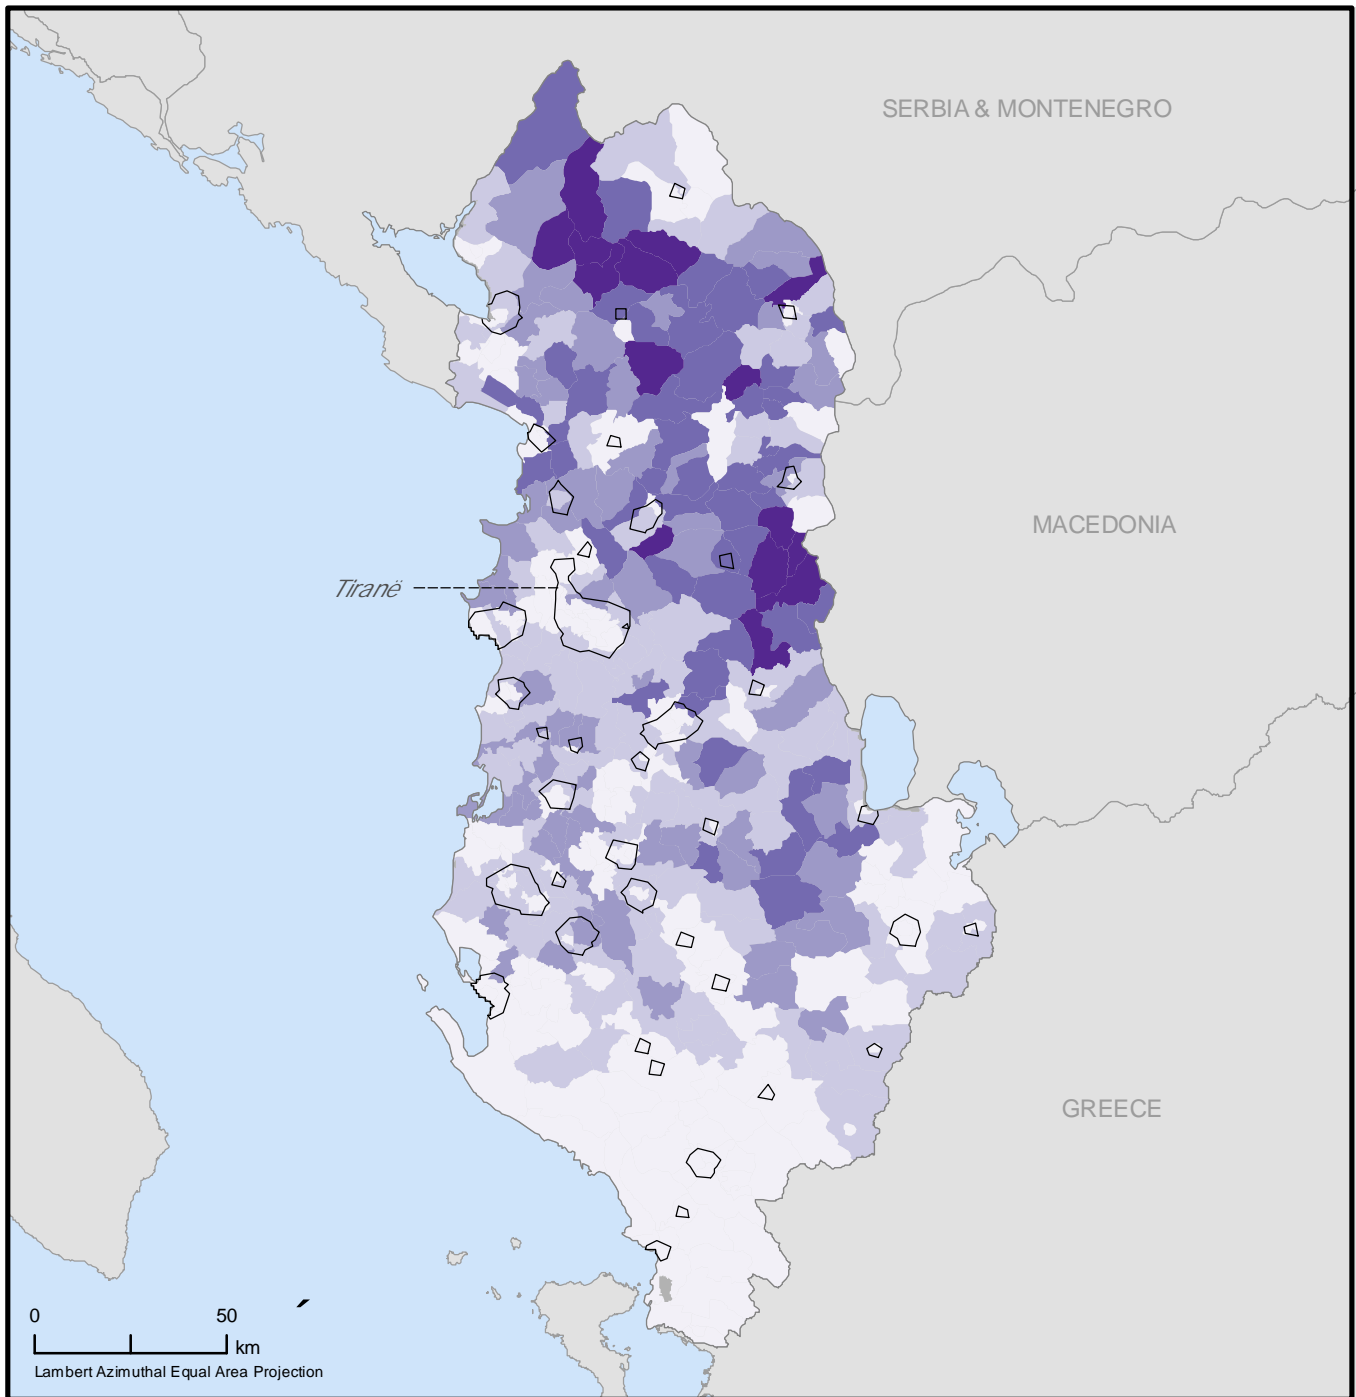 SERBIA & MONTENEGRO
MACEDONIA
Tiranë
GREECE
0 50
km
Lambert Azimuthal Equal Area Projection